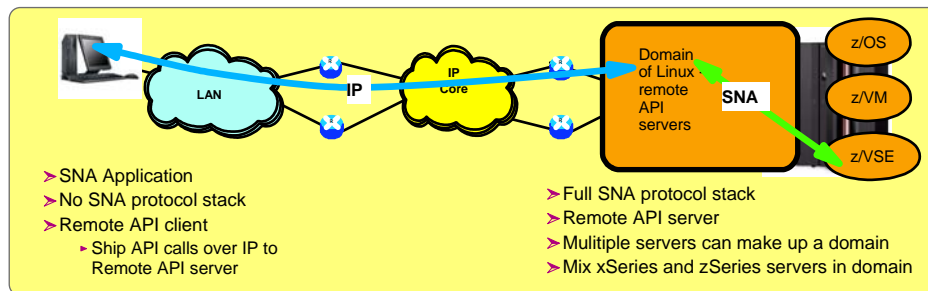 LAN
IP
IP
Core
Domain
of Linux
remote
API
servers
SNA
z/OS
z/VM
z/VSE
➢SNA Application
➢No SNA protocol stack
➢Remote API client
▸ Ship API calls over IP to
Remote API server
➢Full SNA protocol stack
➢Remote API server
➢Mulitiple servers can make up a domain
➢Mix xSeries and zSeries servers in domain